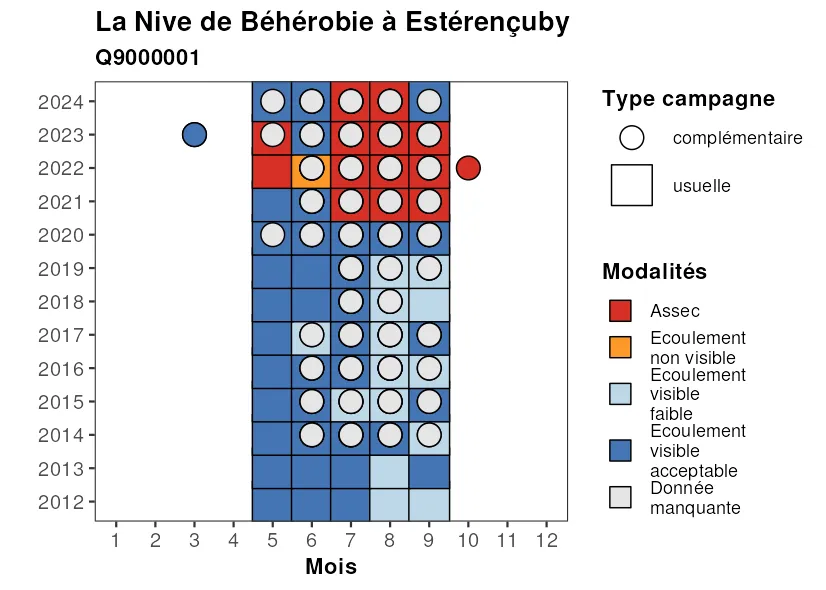 La Nive de Béhérobie à Estérençuby
Q9000001
2024
2023
2022
2021
2020
2019
2018
2017
2016
2015
2014
2013
2012
1 2 3 4 5 6 7 8 9 10 11 12
Mois
Type campagne
complémentaire
usuelle
Modalités
Assec
Ecoulement
non visible
Ecoulement
visible
faible
Ecoulement
visible
acceptable
Donnée
manquante